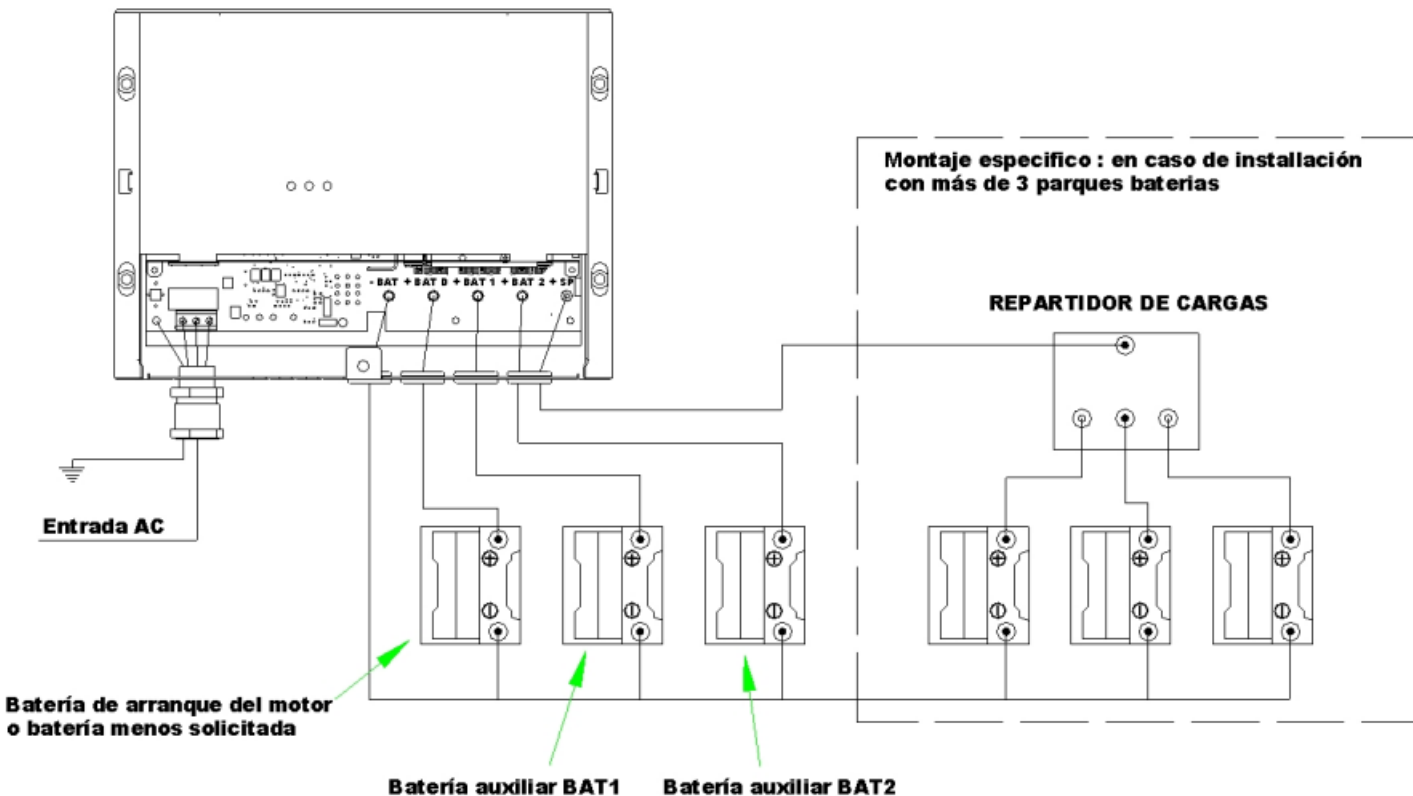 Montaje especifico : en caso de installación
con más de 3 parques baterias
- BAT + BAT D + BAT 1 + BAT 2 + SP
REPARTIDOR DE CARGAS
Entrada AC
Batería de arranque del motor
o batería menos solicitada
Batería auxiliar BAT1
Batería auxiliar BAT2